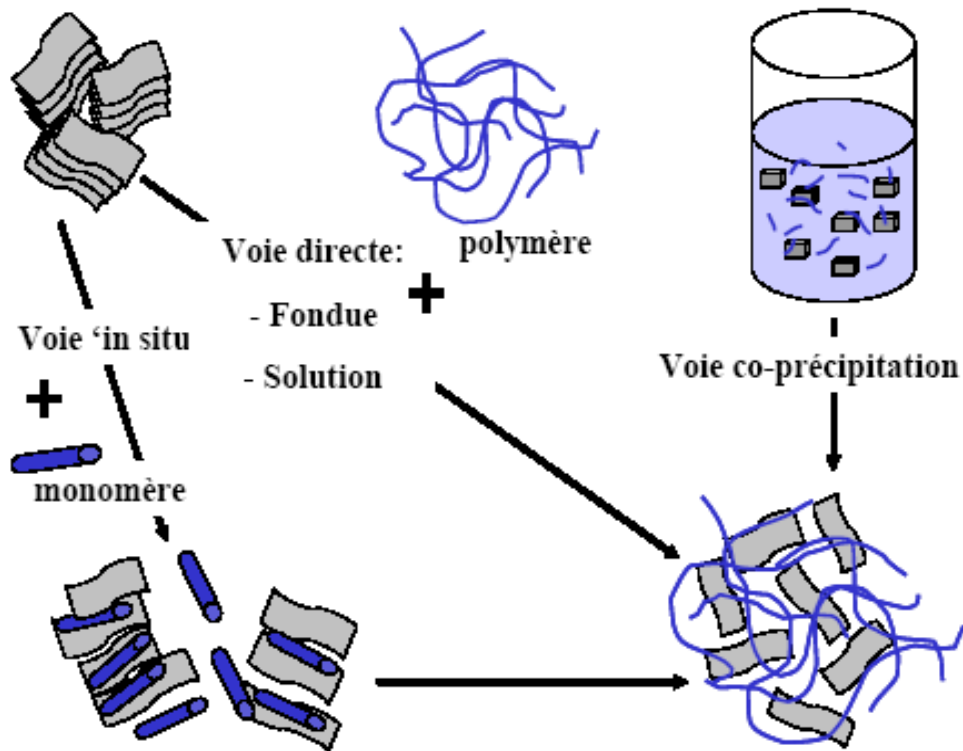 Voie directe:
- Fondue
- Solution
+
polymère
Voie ‘in situ
+
monomère
Voie co-précipitation